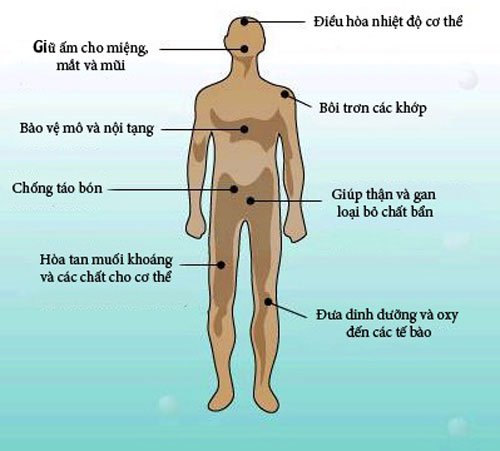 Điều hòa nhiệt độ cơ thể
Giữ ấm cho miệng,
mắt và mũi
Bôi trơn các khớp
Bào vệ mô và nội tạng
Chống táo bón
Giúp thận và gan
loại bỏ chất bẩn
Hòa tan muối khoáng
và các chất cho cơ thể
Đưa dinh dưỡng và oxy
đến các tế bào